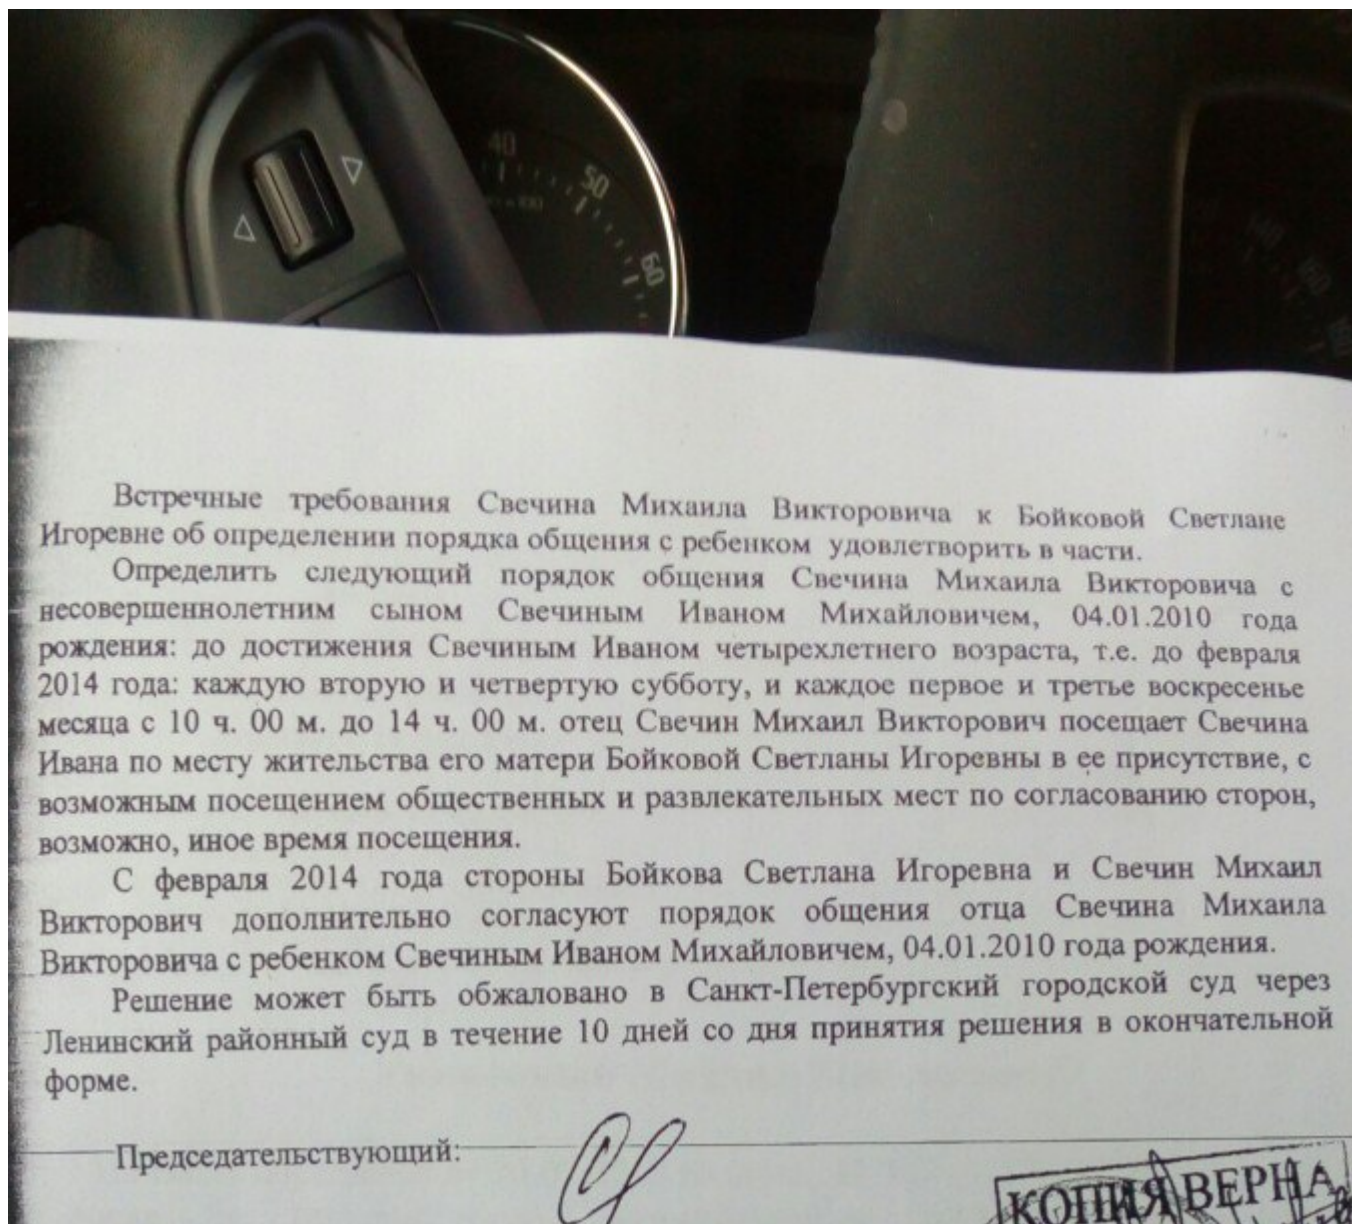 40
50
60
Встречные требования Свечина Михаила Викторовича к Бойковой Светлане
Игоревне об определении порядка общения с ребенком удовлетворить в части.
Определить следующий порядок общения Свечина Михаила Викторовича с
несовершеннолетним сыном Свечиным Иваном Михайловичем, 04.01.2010 года
рождения: до достижения Свечиным Иваном четырехлетнего возраста, т.е. до февраля
2014 года: каждую вторую и четвертую субботу, и каждое первое и третье воскресенье
месяца с 10 ч. 00 м. до 14 ч. 00 м. отец Свечин Михаил Викторович посещает Свечина
Ивана по месту жительства его матери Бойковой Светланы Игоревны в ее присутствие, с
возможным посещением общественных и развлекательных мест по согласованию сторон,
возможно, иное время посещения.
С февраля 2014 года стороны Бойкова Светлана Игоревна и Свечин Михаил
Викторович дополнительно согласуют порядок общения отца Свечина Михаила
Викторовича с ребенком Свечиным Иваном Михайловичем, 04.01.2010 года рождения.
Решение может быть обжаловано в Санкт-Петербургский городской суд через
Ленинский районный суд в течение 10 дней со дня принятия решения в окончательной
форме.
Председательствующий:
КОПИЯ ВЕРНА